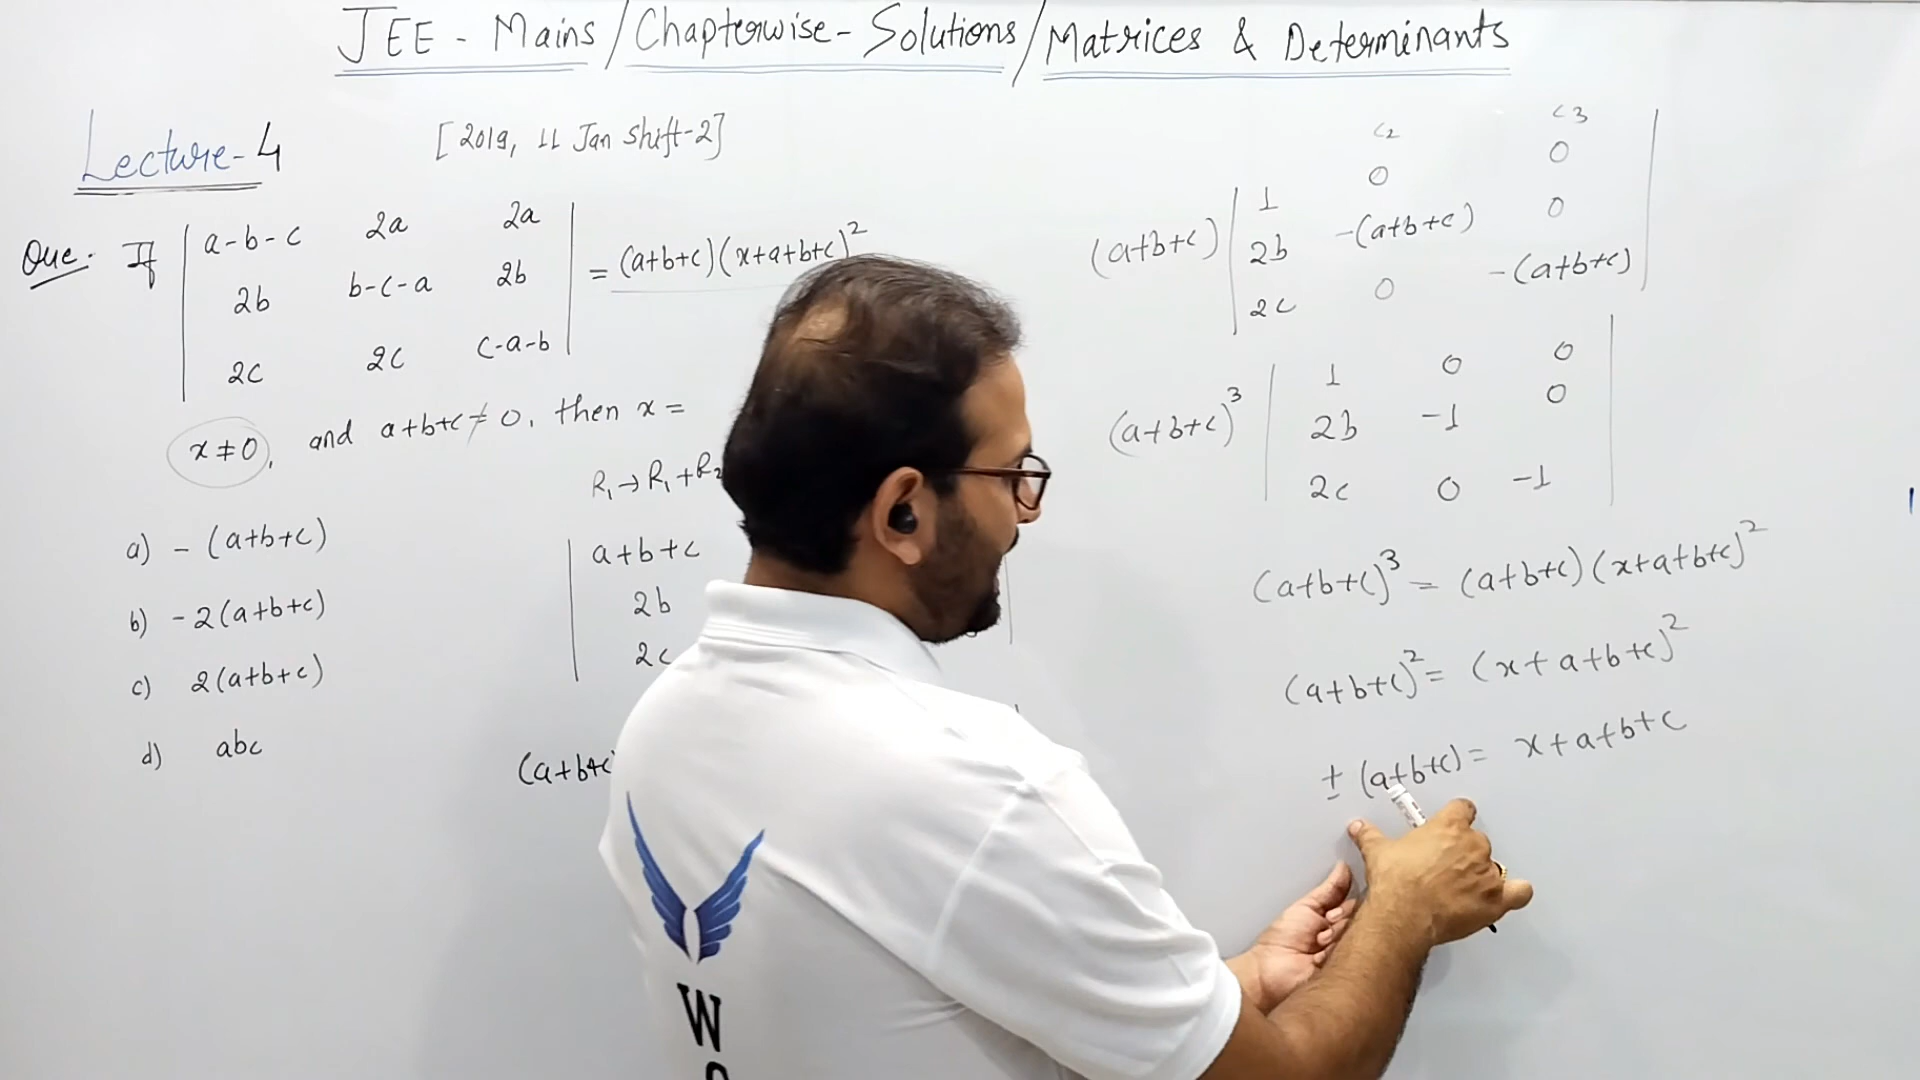 JEE - Mains / Chapterwise - Solutions / Matrices & Determinants
Lecture-4
[2019, 11 Jan Shift-2]
Que. If | a-b-c 2a 2a |
| 2b b-c-a 2b | = (a+b+c)(x+a+b+c)²
| 2c 2c c-a-b |
x≠0, and a+b+c≠0, then x=
a) -(a+b+c)
b) -2(a+b+c)
c) 2(a+b+c)
d) abc
R₁→R₁+R₂
a+b+c
2b
2c
(a+b+c)
C2 C3
(a+b+c) | 1 0 0 |
| 2b -(a+b+c) 0 |
| 2c 0 -(a+b+c) |
(a+b+c)³ | 1 0 0 |
| 2b -1 0 |
| 2c 0 -1 |
(a+b+c)³ = (a+b+c)(x+a+b+c)²
(a+b+c)² = (x+a+b+c)²
± (a+b+c) = x+a+b+c
W